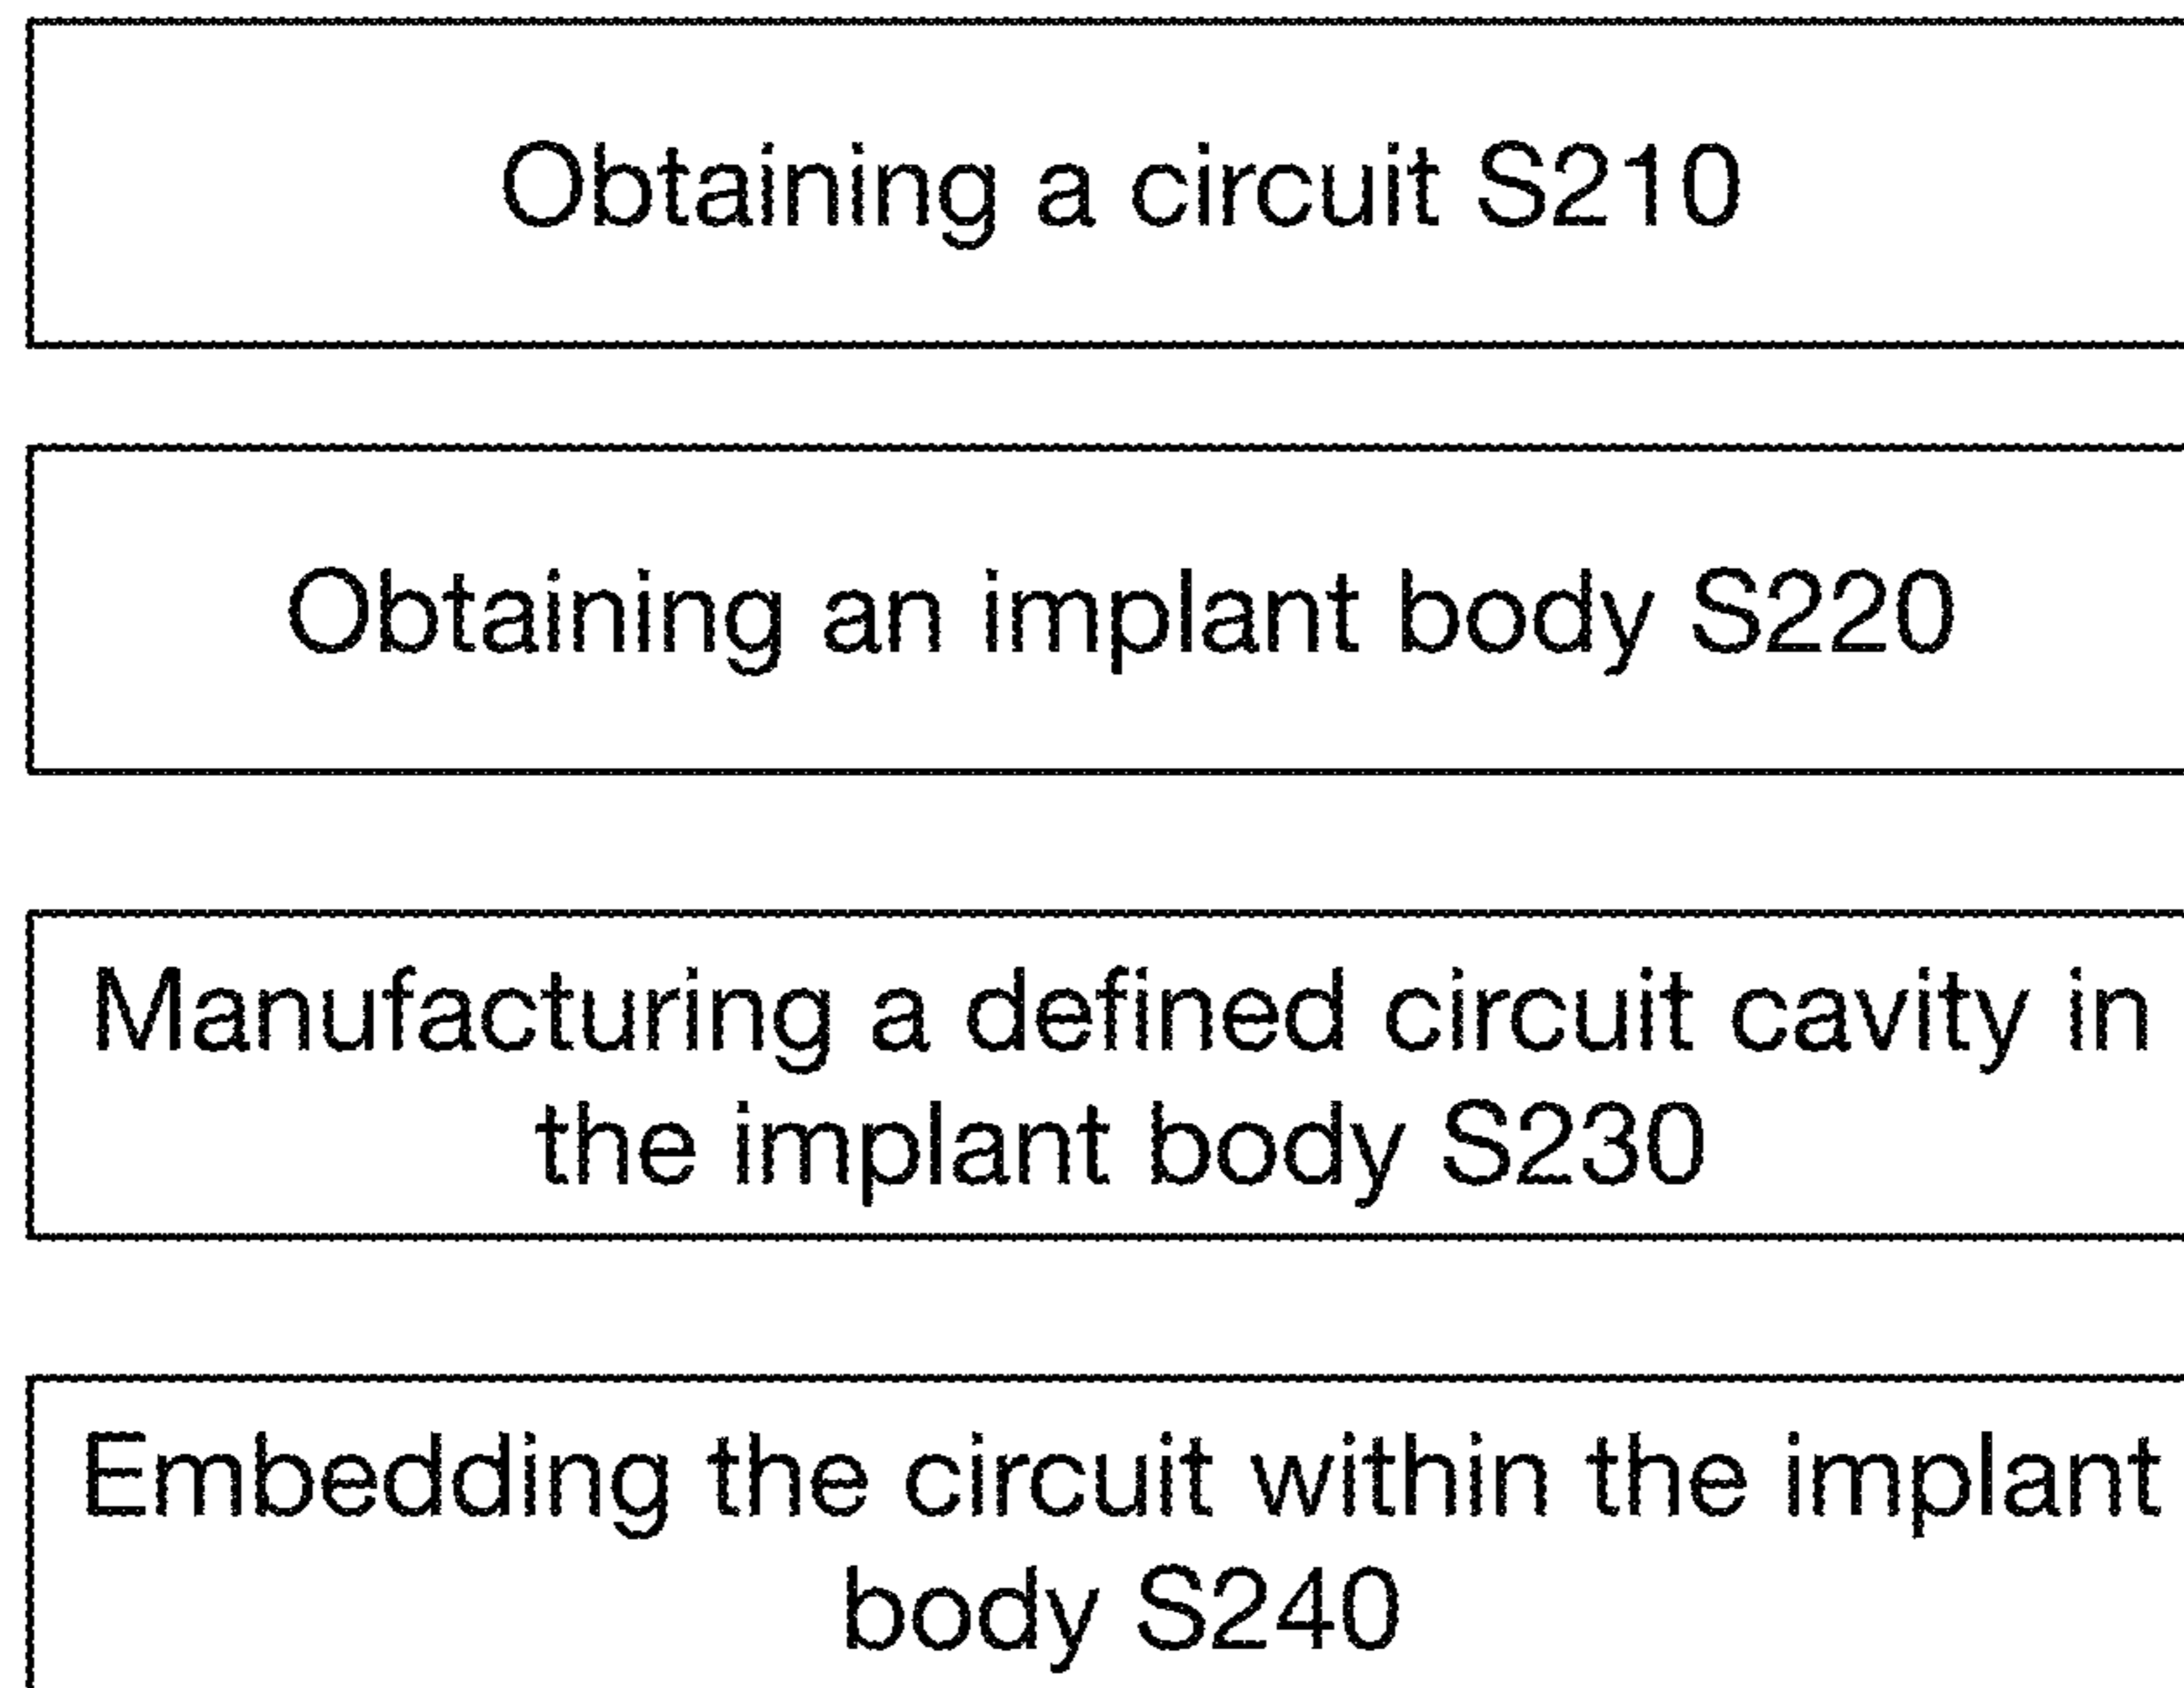 Obtaining a circuit S210
Obtaining an implant body S220
Manufacturing a defined circuit cavity in
the implant body S230
Embedding the circuit within the implant
body S240